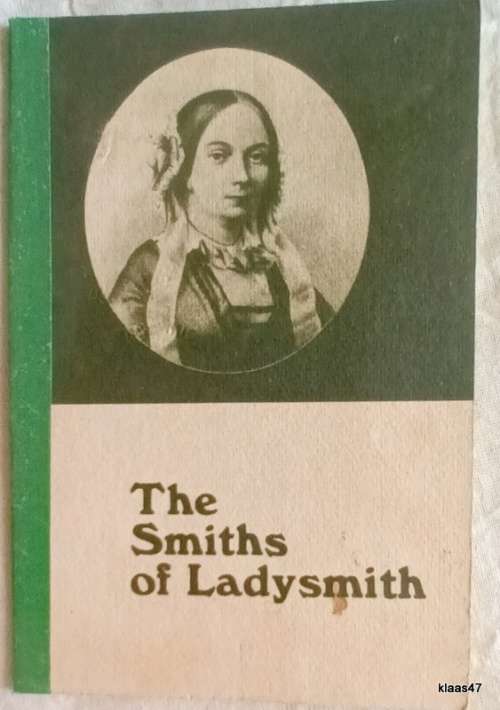 The
Smiths
of Ladysmith
klaas47